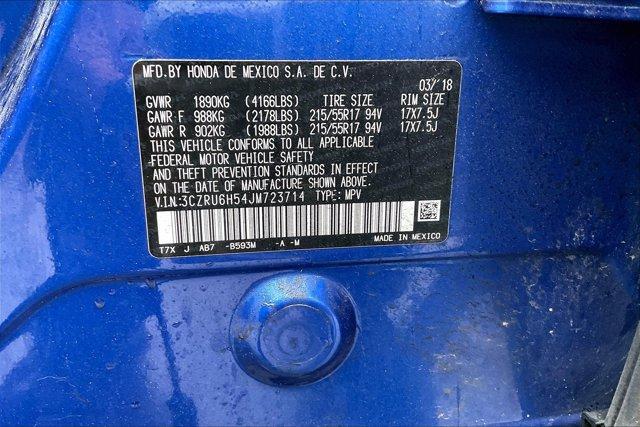 MFD.BY HONDA DE MEXICO S.A. DE C.V.
03/'18
GVWR 1890KG (4166LBS) TIRE SIZE RIM SIZE
GAWR F 988KG (2178LBS) 215/55R17 94V 17X7.5J
GAWR R 902KG (1988LBS) 215/55R17 94V 17X7.5J
THIS VEHICLE CONFORMS TO ALL APPLICABLE
FEDERAL MOTOR VEHICLE SAFETY
AND THEFT PREVENTION STANDARDS IN EFFECT
ON THE DATE OF MANUFACTURE SHOWN ABOVE.
V.I.N:3CZRU6H54JM723714 TYPE: MPV
T7X J AB7 -B593M -A -M MADE IN MEXICO